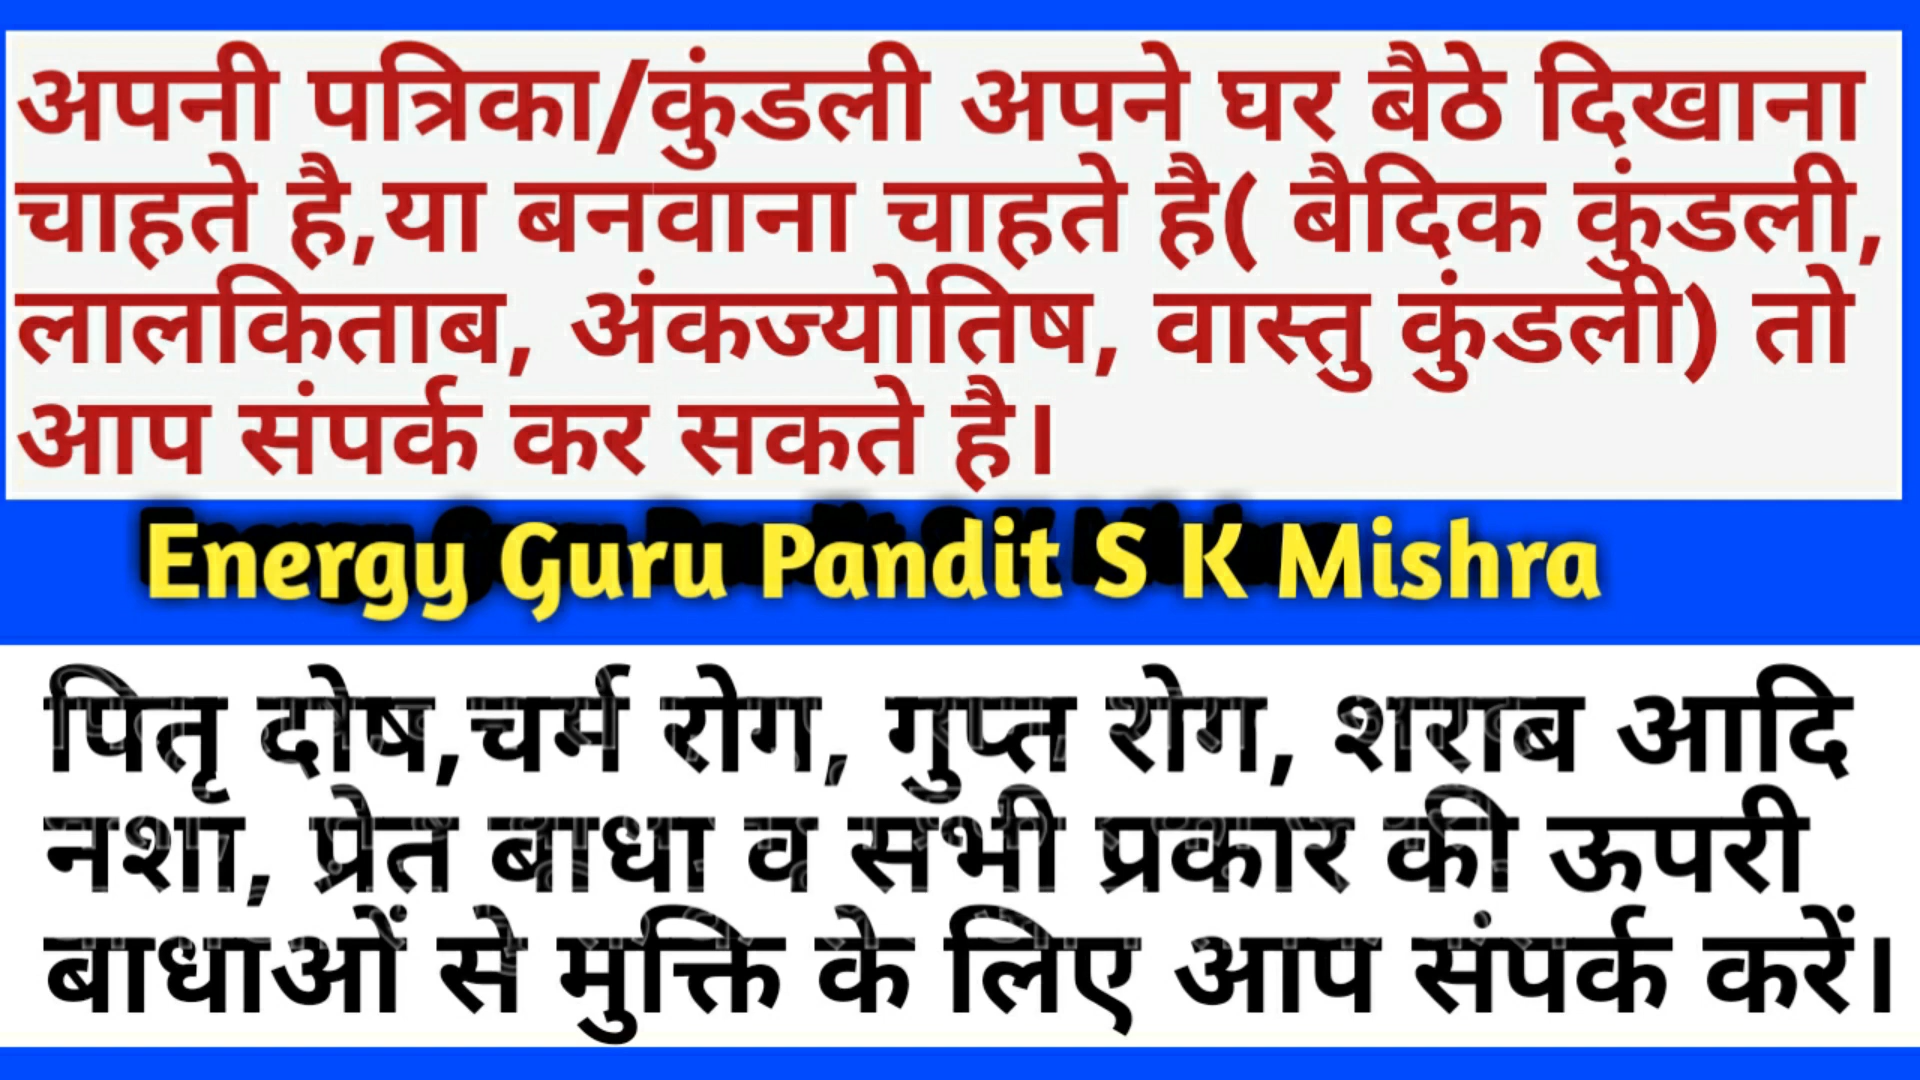 अपनी पत्रिका/कुंडली अपने घर बैठे दिखाना
चाहते है,या बनवाना चाहते है( बैदिक कुंडली,
लालकिताब, अंकज्योतिष, वास्तु कुंडली) तो
आप संपर्क कर सकते है।
Energy Guru Pandit S K Mishra
पितृ दोष,चर्म रोग, गुप्त रोग, शराब आदि
नशा, प्रेत बाधा व सभी प्रकार की ऊपरी
बाधाओं से मुक्ति के लिए आप संपर्क करें।